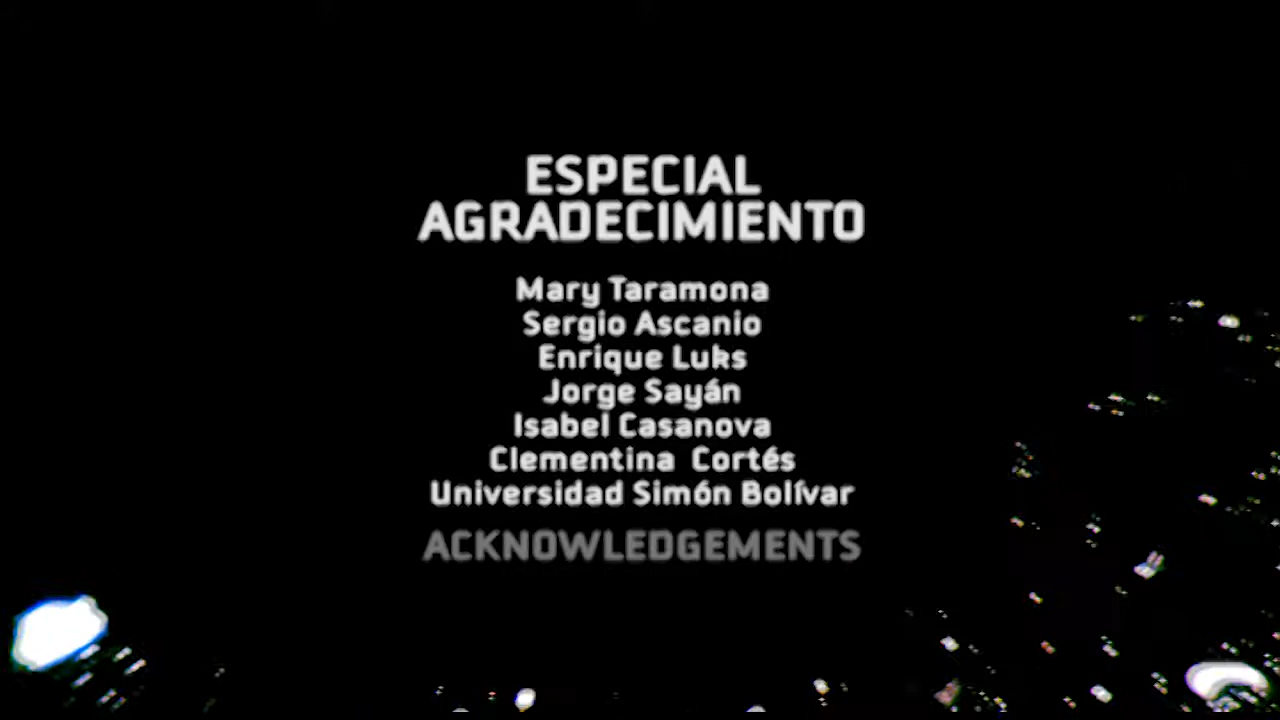 ESPECIAL
AGRADECIMIENTO
Mary Taramona
Sergio Ascanio
Enrique Luks
Jorge Sayán
Isabel Casanova
Clementina Cortés
Universidad Simón Bolívar
ACKNOWLEDGEMENTS